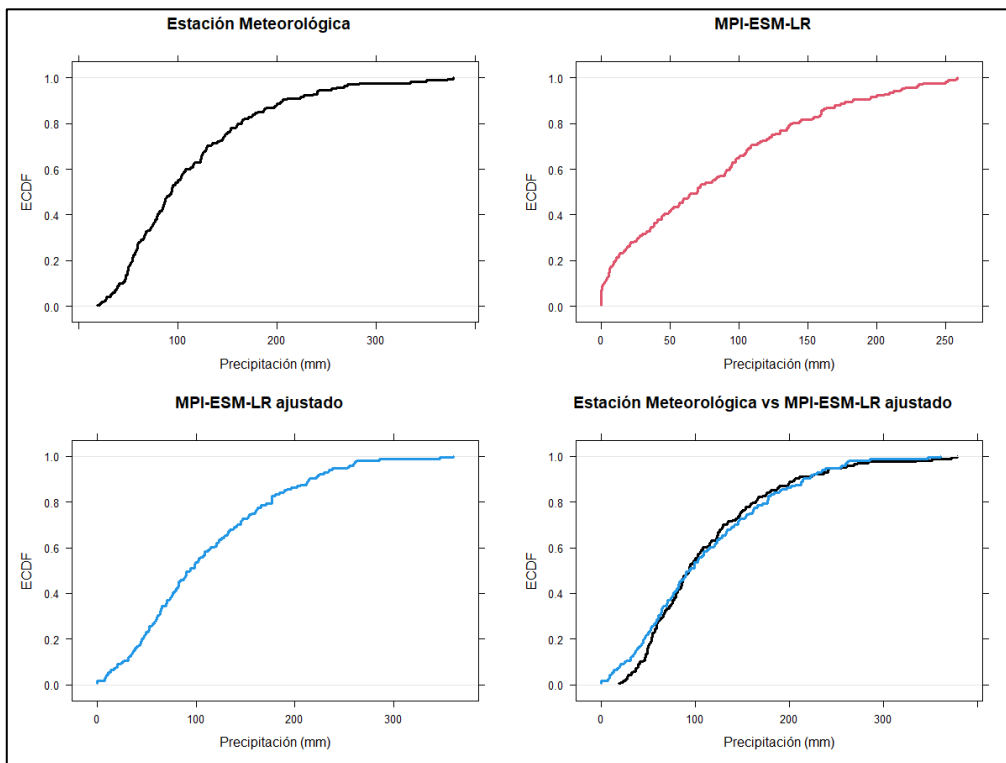 Estación Meteorológica
ECDF
1.0
0.8
0.6
0.4
0.2
0.0
100 200 300
Precipitación (mm)
MPI-ESM-LR
ECDF
1.0
0.8
0.6
0.4
0.2
0.0
0 50 100 150 200 250
Precipitación (mm)
MPI-ESM-LR ajustado
ECDF
1.0
0.8
0.6
0.4
0.2
0.0
0 100 200 300
Precipitación (mm)
Estación Meteorológica vs MPI-ESM-LR ajustado
ECDF
1.0
0.8
0.6
0.4
0.2
0.0
0 100 200 300
Precipitación (mm)